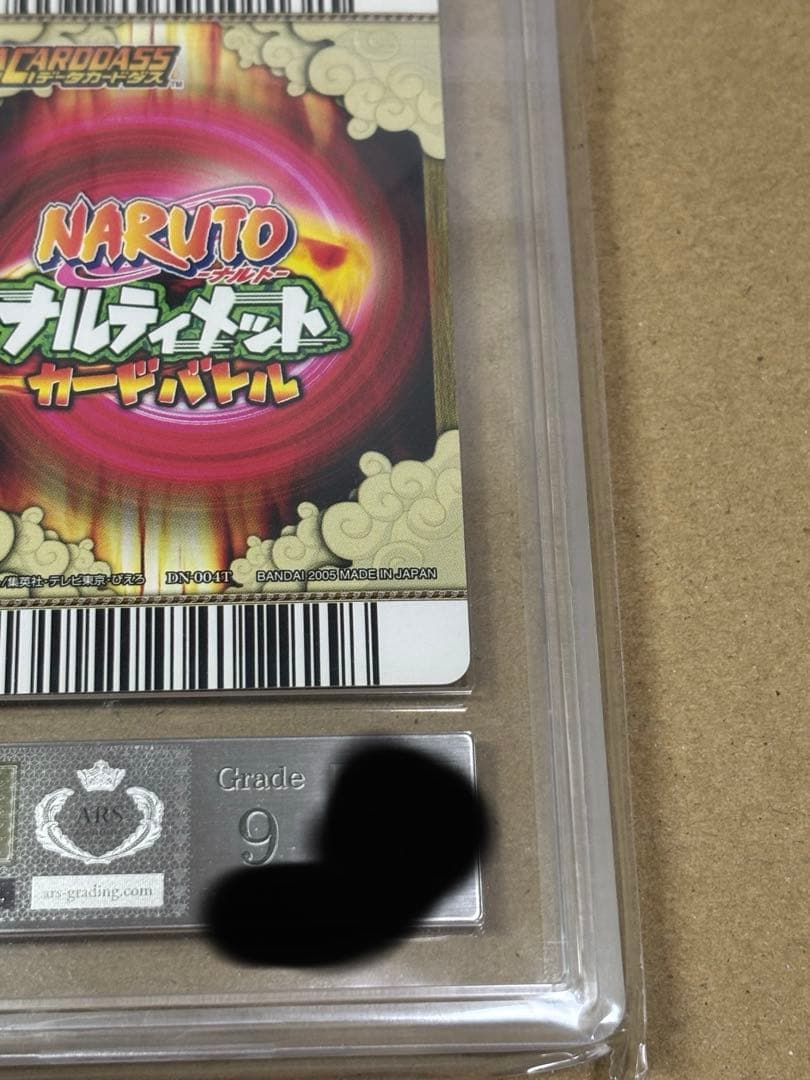 CARDDASS
データカードダス™
NARUTO
-ナルト-
ナルティメット
カードバトル
/集英社・テレビ東京・ぴえろ DN-004T BANDAI 2005 MADE IN JAPAN
ARS
ars-grading.com
Grade
9